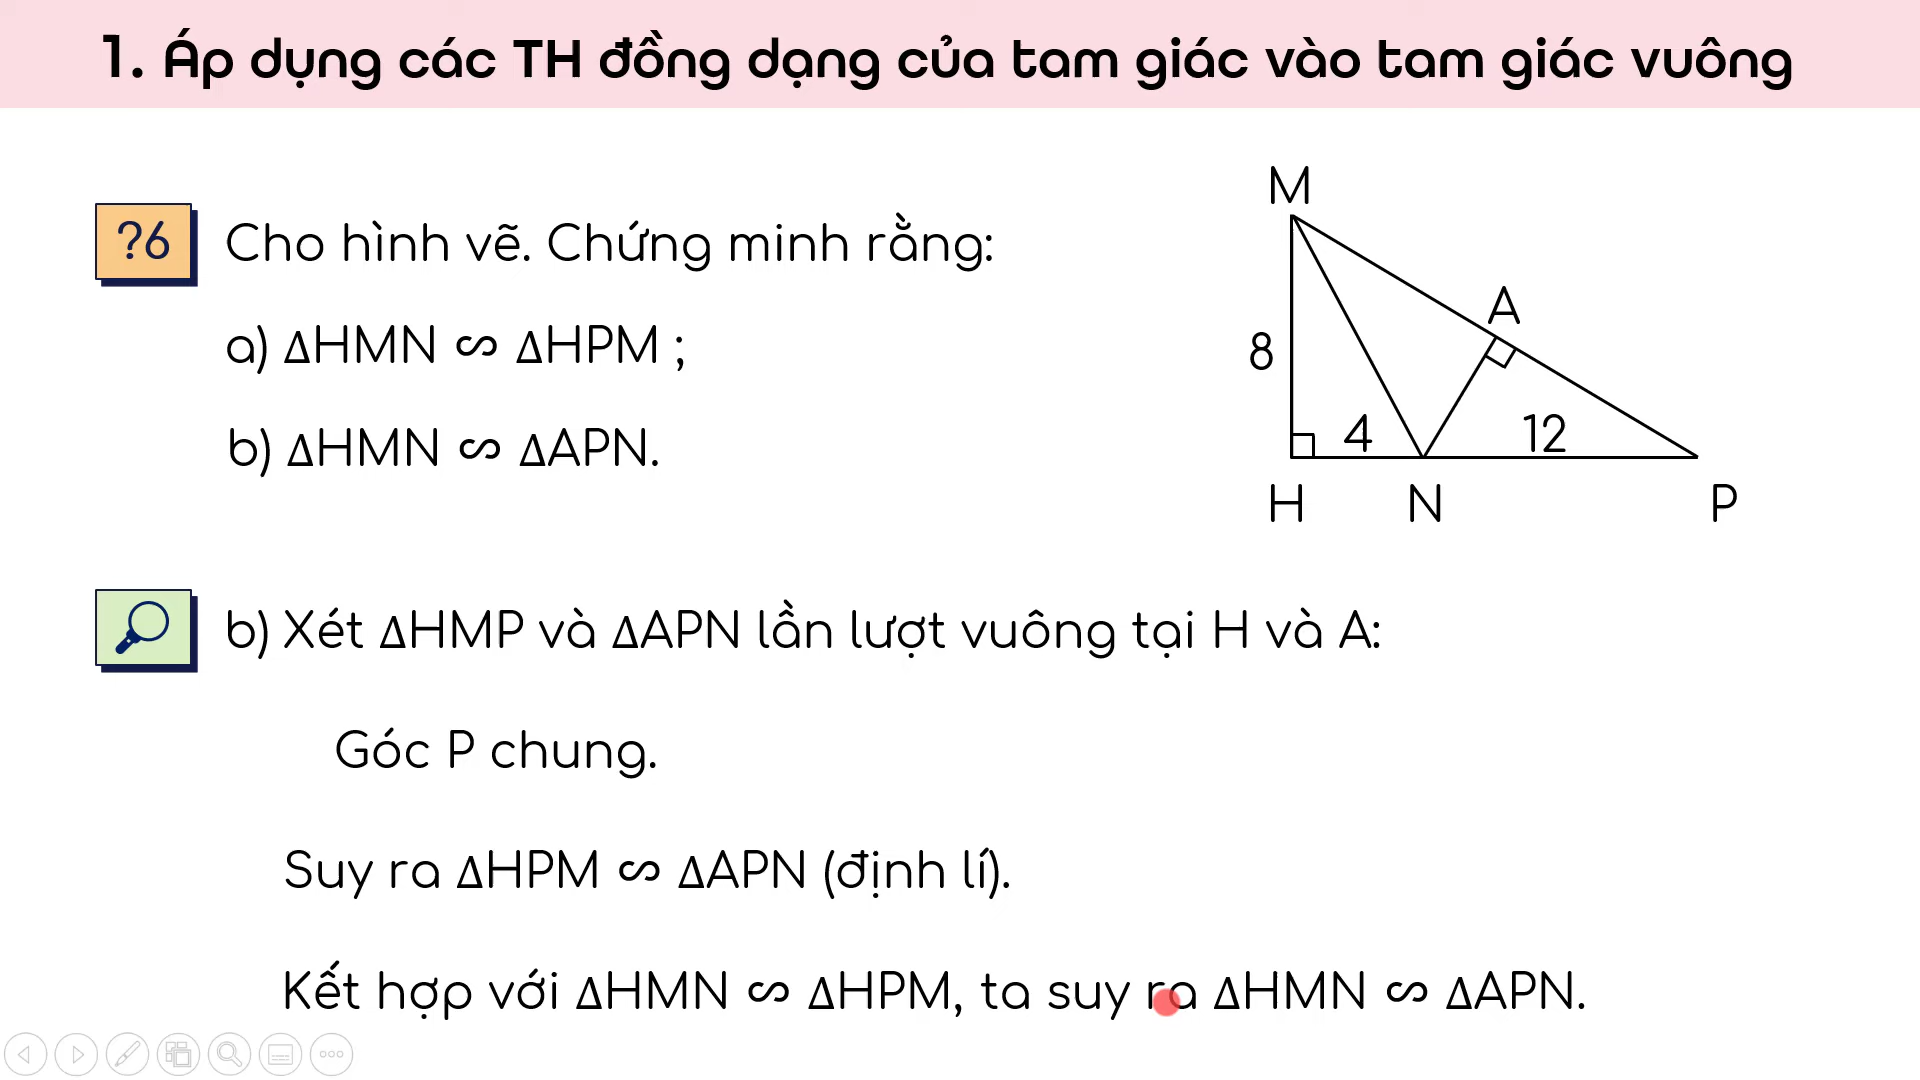 1. Áp dụng các TH đồng dạng của tam giác vào tam giác vuông
?6 Cho hình vẽ. Chứng minh rằng:
a) ΔHMN ∽ ΔHPM ;
b) ΔHMN ∽ ΔAPN.
M
A
8
4
12
H
N
P
b) Xét ΔHMP và ΔAPN lần lượt vuông tại H và A:
Góc P chung.
Suy ra ΔHPM ∽ ΔAPN (định lí).
Kết hợp với ΔHMN ∽ ΔHPM, ta suy ra ΔHMN ∽ ΔAPN.